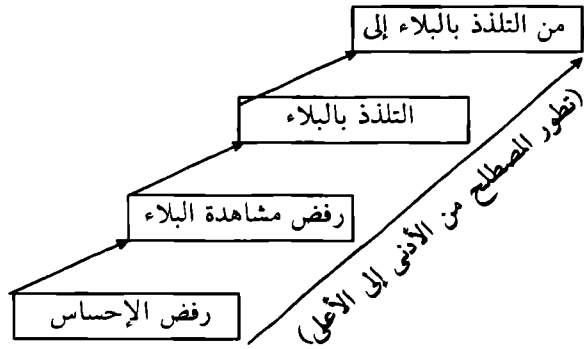 من التلذذ بالبلاء إلى
التلذذ بالبلاء
رفض مشاهدة البلاء
رفض الإحساس
(تطور المصطلح من الأدنى إلى الأعلى)